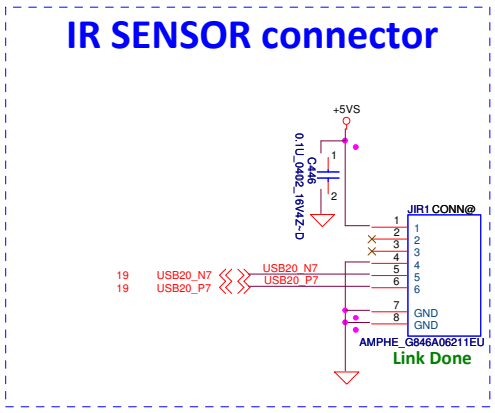 IR SENSOR connector
+5VS
0.1U_0402_16V4Z~D
C446
1
2
JIR1 CONN@
1 1
2 2
3 3
4 4
19 USB20_N7 USB20_N7 5 5
19 USB20_P7 USB20_P7 6 6
7 GND
8 GND
AMPHE_G846A06211EU
Link Done